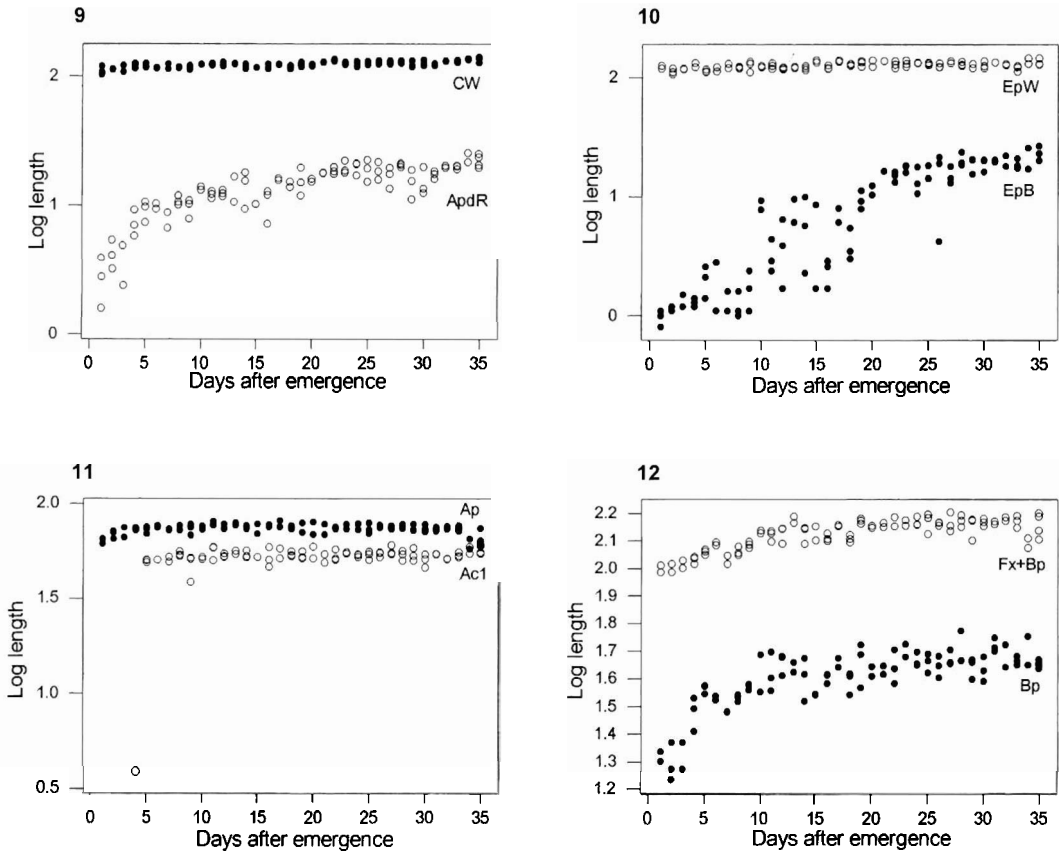 9
2
1
0
Log length
CW
ApdR
0 5 10 15 20 25 30 35
Days after emergence
10
2
1
0
Log length
EpW
EpB
0 5 10 15 20 25 30 35
Days after emergence
11
2.0
1.5
1.0
0.5
Log length
Ap
Ac1
0 5 10 15 20 25 30 35
Days after emergence
12
2.2
2.1
2.0
1.9
1.8
1.7
1.6
1.5
1.4
1.3
1.2
Log length
Fx+Bp
Bp
0 5 10 15 20 25 30 35
Days after emergence